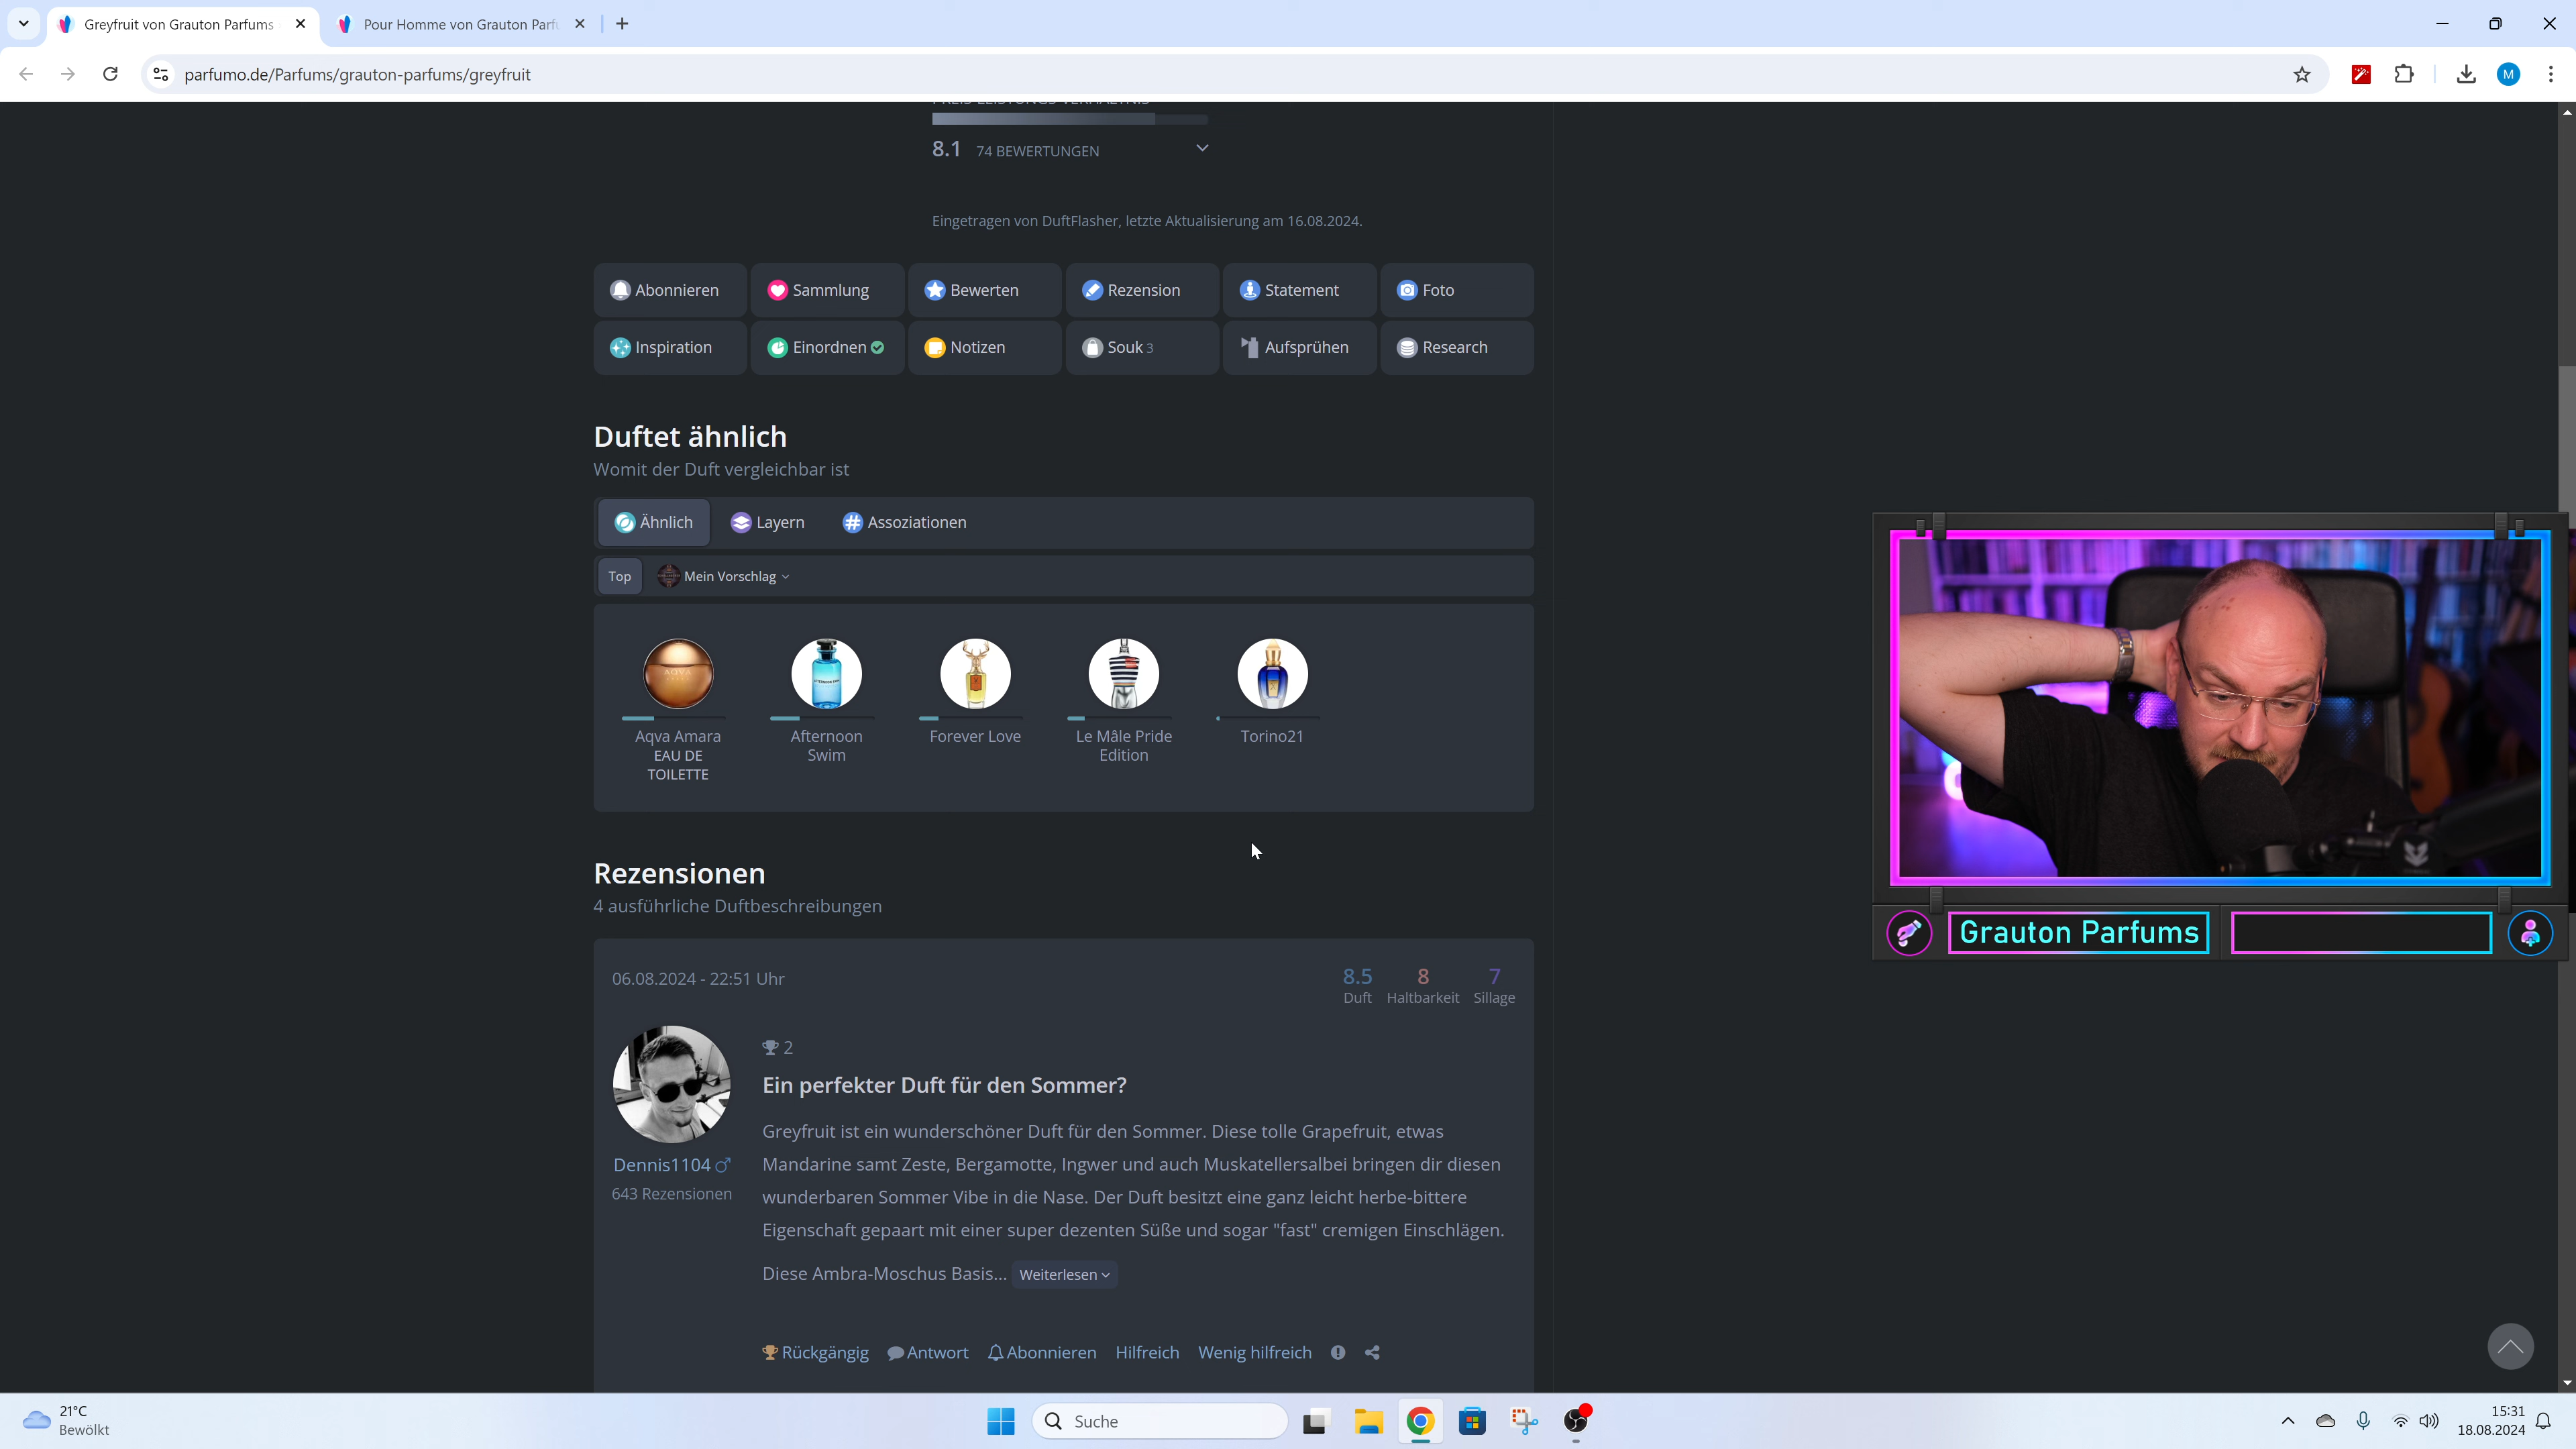 Greyfruit von Grauton Parfums
Pour Homme von Grauton Parfu
parfumo.de/Parfums/grauton-parfums/greyfruit
M
8.1 74 BEWERTUNGEN
Eingetragen von DuftFlasher, letzte Aktualisierung am 16.08.2024.
Abonnieren Sammlung Bewerten Rezension Statement Foto
Inspiration Einordnen Notizen Souk 3 Aufsprühen Research
Duftet ähnlich
Womit der Duft vergleichbar ist
Ähnlich Layern Assoziationen
Top Mein Vorschlag
Aqva Amara
EAU DE
TOILETTE
Afternoon
Swim
Forever Love
Le Mâle Pride
Edition
Torino21
Grauton Parfums
Rezensionen
4 ausführliche Duftbeschreibungen
06.08.2024 - 22:51 Uhr
8.5 8 7
Duft Haltbarkeit Sillage
2
Ein perfekter Duft für den Sommer?
Dennis1104
643 Rezensionen
Greyfruit ist ein wunderschöner Duft für den Sommer. Diese tolle Grapefruit, etwas
Mandarine samt Zeste, Bergamotte, Ingwer und auch Muskatellersalbei bringen dir diesen
wunderbaren Sommer Vibe in die Nase. Der Duft besitzt eine ganz leicht herbe-bittere
Eigenschaft gepaart mit einer super dezenten Süße und sogar "fast" cremigen Einschlägen.
Diese Ambra-Moschus Basis... Weiterlesen
Rückgängig Antwort Abonnieren Hilfreich Wenig hilfreich
21°C
Bewölkt
Suche
15:31
18.08.2024